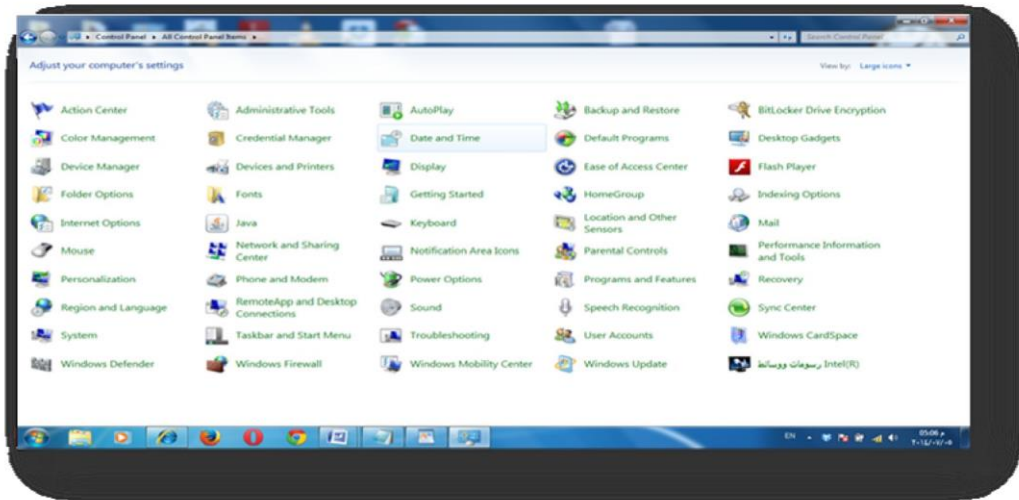 Control Panel ▸ All Control Panel Items ▸
Search Control Panel
Adjust your computer's settings
View by: Large icons
Action Center
Administrative Tools
AutoPlay
Backup and Restore
BitLocker Drive Encryption
Color Management
Credential Manager
Date and Time
Default Programs
Desktop Gadgets
Device Manager
Devices and Printers
Display
Ease of Access Center
Flash Player
Folder Options
Fonts
Getting Started
HomeGroup
Indexing Options
Internet Options
Java
Keyboard
Location and Other
Sensors
Mail
Mouse
Network and Sharing
Center
Notification Area Icons
Parental Controls
Performance Information
and Tools
Personalization
Phone and Modem
Power Options
Programs and Features
Recovery
Region and Language
RemoteApp and Desktop
Connections
Sound
Speech Recognition
Sync Center
System
Taskbar and Start Menu
Troubleshooting
User Accounts
Windows CardSpace
Windows Defender
Windows Firewall
Windows Mobility Center
Windows Update
Intel(R) رسومات ووسائط
EN
05:06 م
٢٠١٤/٠٧/٠٥